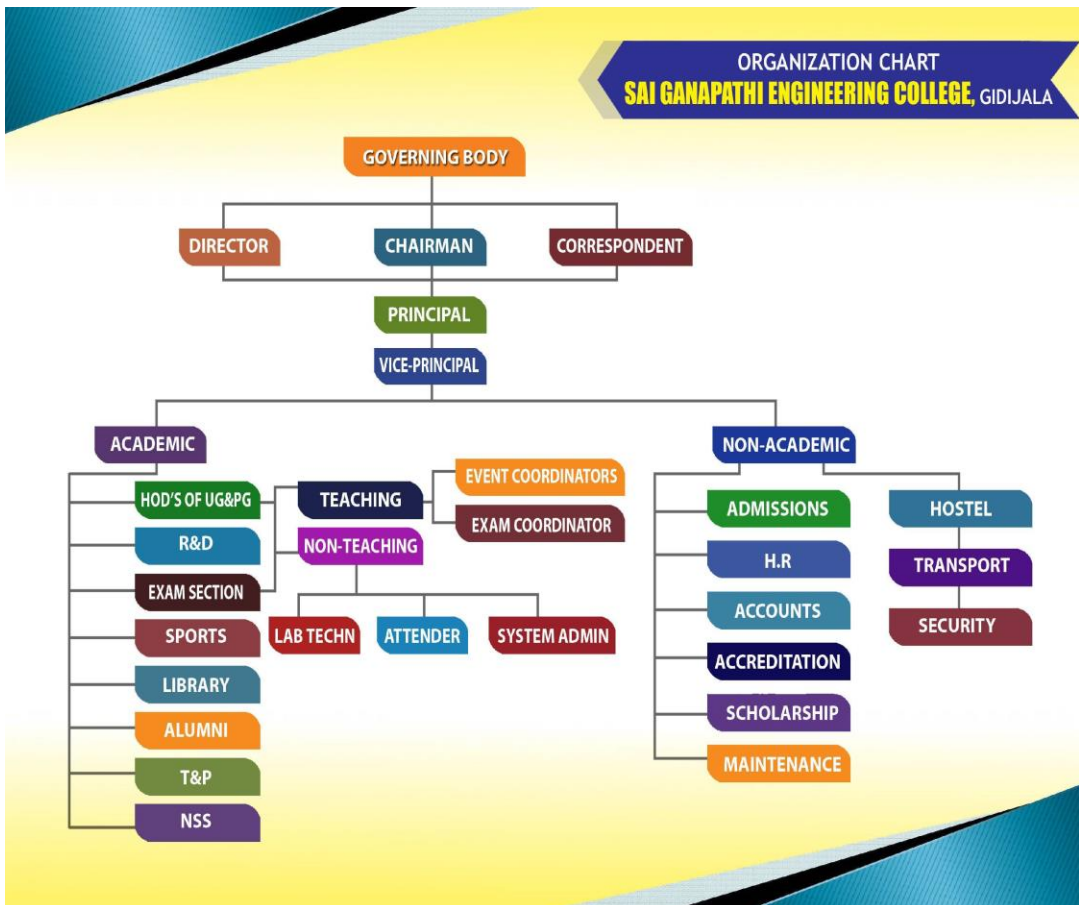 ORGANIZATION CHART
SAI GANAPATHI ENGINEERING COLLEGE, GIDIJALA
GOVERNING BODY
DIRECTOR
CHAIRMAN
CORRESPONDENT
PRINCIPAL
VICE-PRINCIPAL
ACADEMIC
HOD'S OF UG&PG
R&D
EXAM SECTION
SPORTS
LIBRARY
ALUMNI
T&P
NSS
TEACHING
NON-TEACHING
EVENT COORDINATORS
EXAM COORDINATOR
LAB TECHN
ATTENDER
SYSTEM ADMIN
NON-ACADEMIC
ADMISSIONS
H.R
ACCOUNTS
ACCREDITATION
SCHOLARSHIP
MAINTENANCE
HOSTEL
TRANSPORT
SECURITY